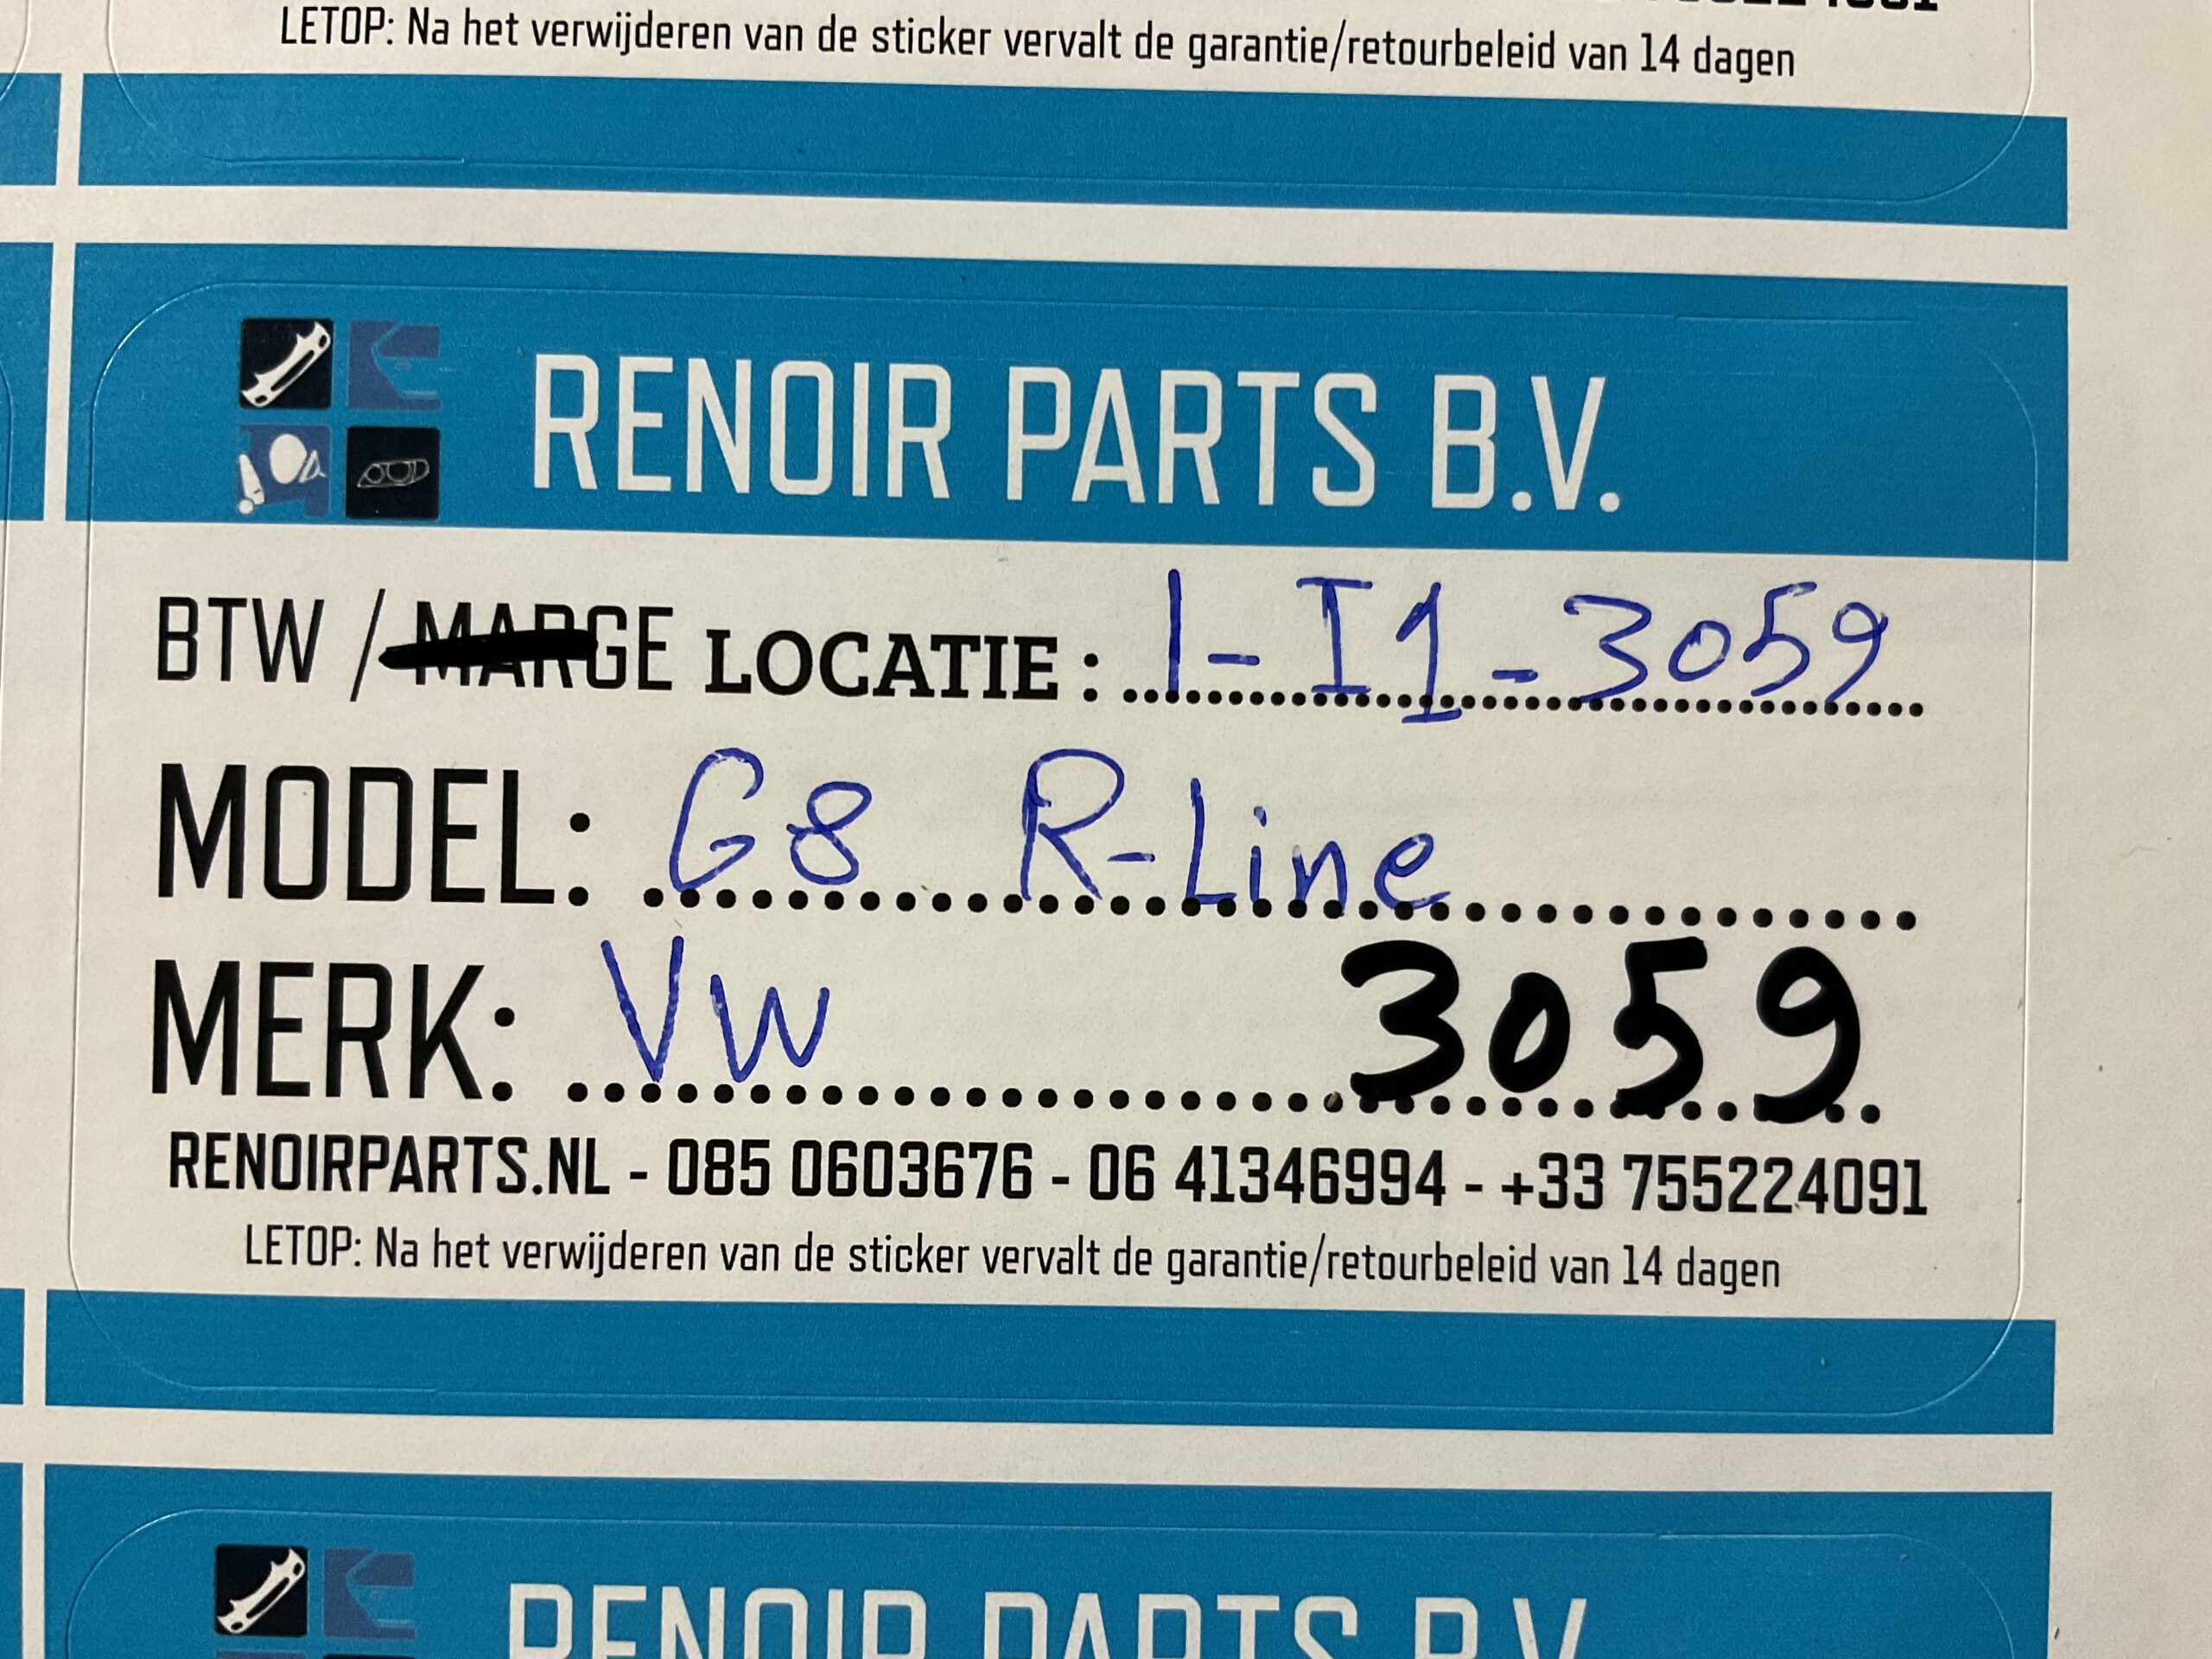 LETOP: Na het verwijderen van de sticker vervalt de garantie/retourbeleid van 14 dagen
RENOIR PARTS B.V.
BTW / MARGE LOCATIE : I-I1-3059
MODEL: G8 R-Line
MERK: VW 3059
RENOIRPARTS.NL - 085 0603676 - 06 41346994 - +33 755224091
LETOP: Na het verwijderen van de sticker vervalt de garantie/retourbeleid van 14 dagen
RENOIR PARTS B.V.